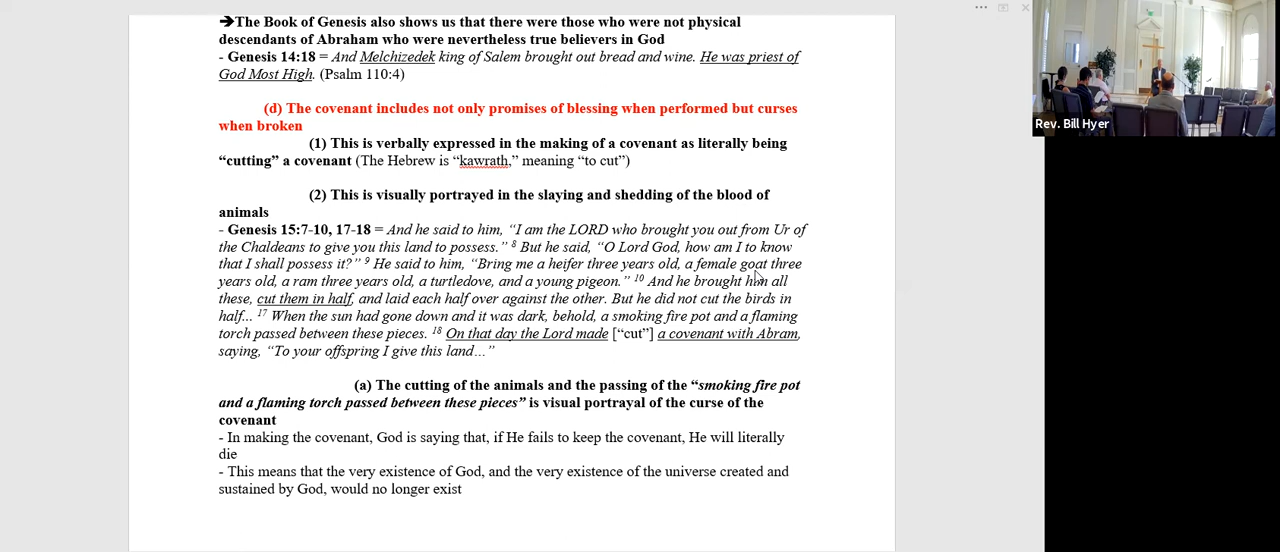 ➔The Book of Genesis also shows us that there were those who were not physical
descendants of Abraham who were nevertheless true believers in God
- Genesis 14:18 = And Melchizedek king of Salem brought out bread and wine. He was priest of
God Most High. (Psalm 110:4)
(d) The covenant includes not only promises of blessing when performed but curses
when broken
(1) This is verbally expressed in the making of a covenant as literally being
“cutting” a covenant (The Hebrew is “kawrath,” meaning “to cut”)
(2) This is visually portrayed in the slaying and shedding of the blood of
animals
- Genesis 15:7-10, 17-18 = And he said to him, “I am the LORD who brought you out from Ur of
the Chaldeans to give you this land to possess.” 8 But he said, “O Lord God, how am I to know
that I shall possess it?” 9 He said to him, “Bring me a heifer three years old, a female goat three
years old, a ram three years old, a turtledove, and a young pigeon.” 10 And he brought him all
these, cut them in half, and laid each half over against the other. But he did not cut the birds in
half... 17 When the sun had gone down and it was dark, behold, a smoking fire pot and a flaming
torch passed between these pieces. 18 On that day the Lord made [“cut”] a covenant with Abram,
saying, “To your offspring I give this land…”
(a) The cutting of the animals and the passing of the “smoking fire pot
and a flaming torch passed between these pieces” is visual portrayal of the curse of the
covenant
- In making the covenant, God is saying that, if He fails to keep the covenant, He will literally
die
- This means that the very existence of God, and the very existence of the universe created and
sustained by God, would no longer exist
Rev. Bill Hyer